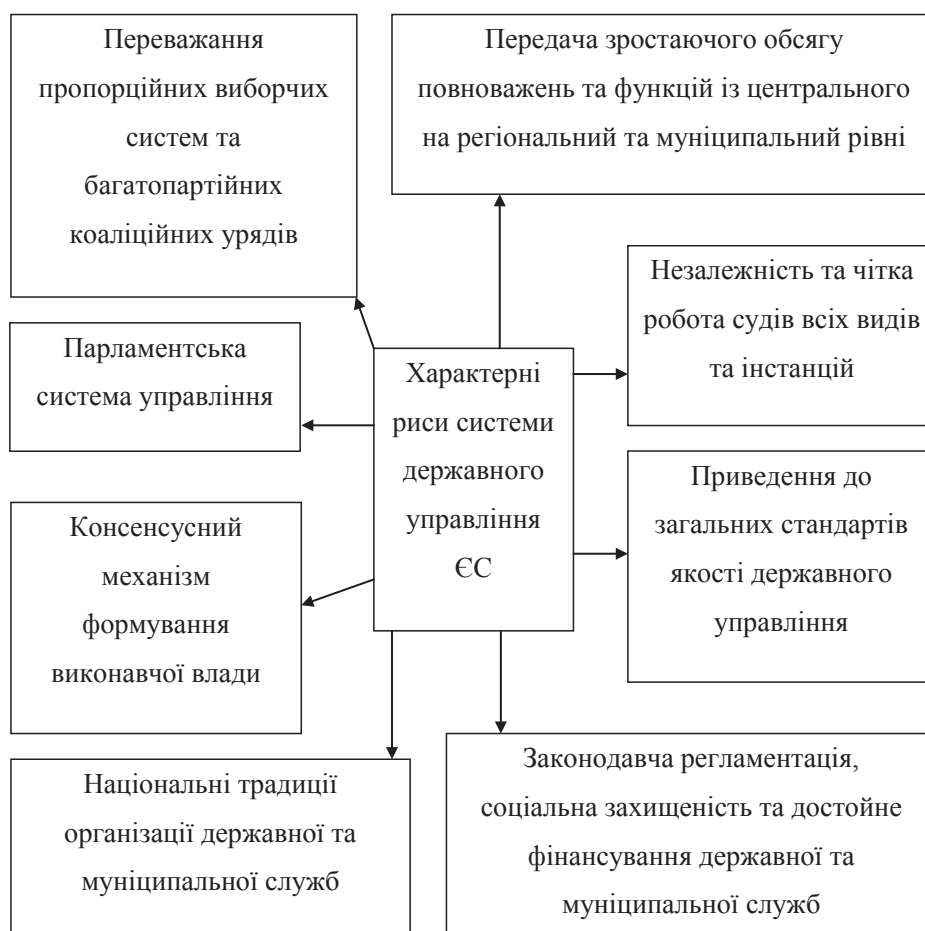 Переважання
пропорційних виборчих
систем та
багатопартійних
коаліційних урядів
Передача зростаючого обсягу
повноважень та функцій із центрального
на регіональний та муніципальний рівні
Незалежність та чітка
робота судів всіх видів
та інстанцій
Парламентська
система управління
Характерні
риси системи
державного
управління
ЄС
Приведення до
загальних стандартів
якості державного
управління
Консенсусний
механізм
формування
виконавчої влади
Національні традиції
організації державної та
муніципальної служб
Законодавча регламентація,
соціальна захищеність та достойне
фінансування державної та
муніципальної служб